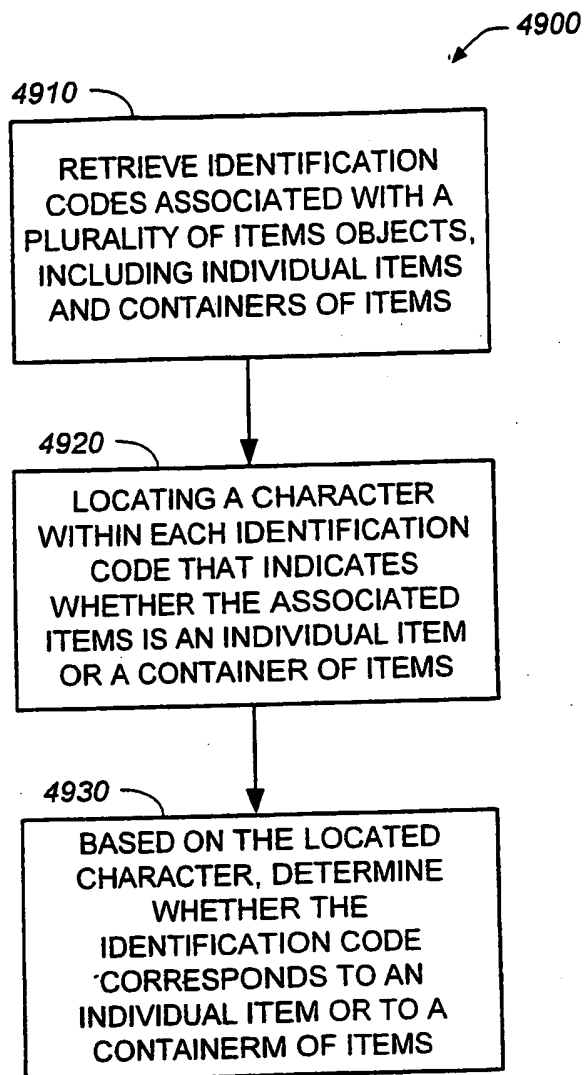 4900
4910
RETRIEVE IDENTIFICATION
CODES ASSOCIATED WITH A
PLURALITY OF ITEMS OBJECTS,
INCLUDING INDIVIDUAL ITEMS
AND CONTAINERS OF ITEMS
4920
LOCATING A CHARACTER
WITHIN EACH IDENTIFICATION
CODE THAT INDICATES
WHETHER THE ASSOCIATED
ITEMS IS AN INDIVIDUAL ITEM
OR A CONTAINER OF ITEMS
4930
BASED ON THE LOCATED
CHARACTER, DETERMINE
WHETHER THE
IDENTIFICATION CODE
CORRESPONDS TO AN
INDIVIDUAL ITEM OR TO A
CONTAINERM OF ITEMS